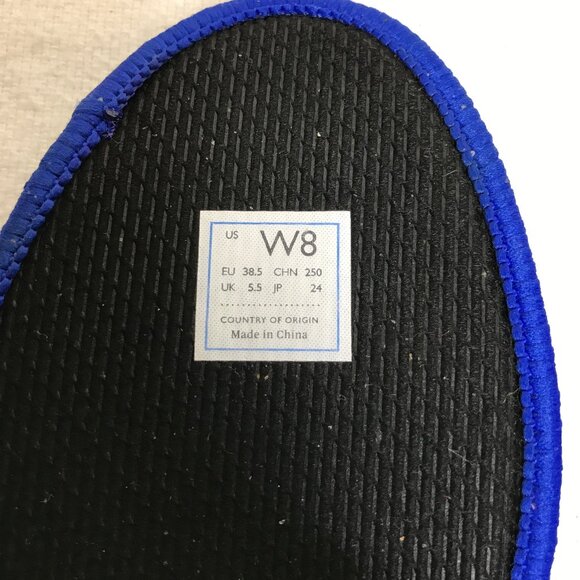 US W8
EU 38.5 CHN 250
UK 5.5 JP 24
COUNTRY OF ORIGIN
Made in China